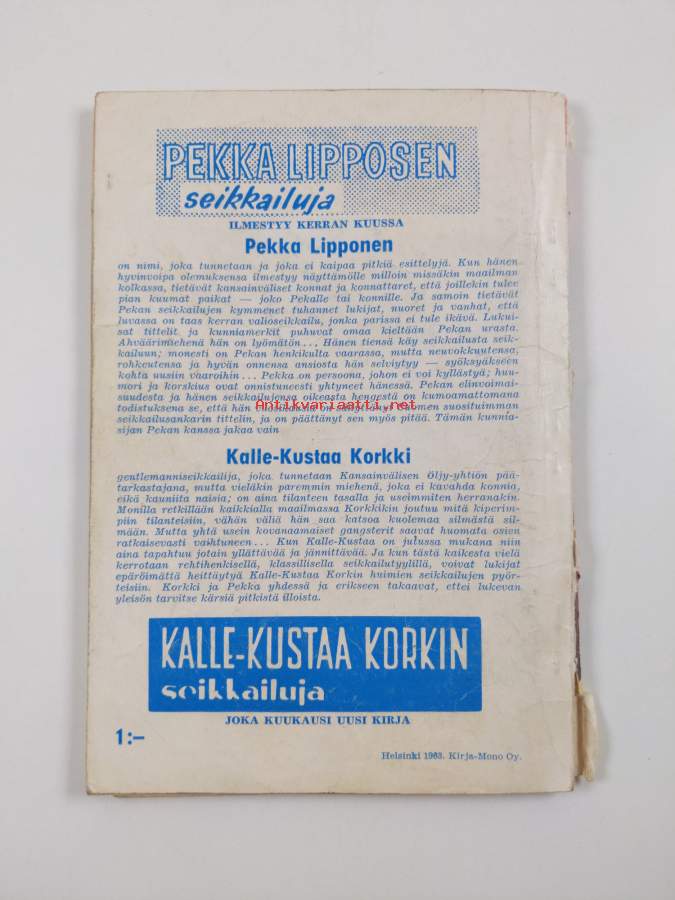 PEKKA LIPPOSEN
seikkailuja
ILMESTYY KERRAN KUUSSA
Pekka Lipponen
on nimi, joka tunnetaan ja joka ei kaipaa pitkiä esittelyjä. Kun hänen
hyvinvoipa olemuksensa ilmestyy näyttämölle milloin missäkin maailman
kolkassa, tietävät kansainväliset konnat ja konnattaret, että joillekin tulee
pian kuumat paikat — joko Pekalle tai konnille. Ja samoin tietävät
Pekan seikkailujen kymmenet tuhannet lukijat, nuoret ja vanhat, että
luvassa on taas kerran valioseikkailu, jonka parissa ei tule ikävä. Lukui-
sat tittelit ja kunniamerkit puhuvat omaa kieltään Pekan urasta.
Ahväärimiehenä hän on lyömätön... Hänen tiensä käy seikkailusta seik-
kailuun; monesti on Pekan henkikulta vaarassa, mutta neuvokkuutensa,
rohkeutensa ja hyvän onnensa ansiosta hän selviytyy — syöksyäkseen
kohta uusiin vaaroihin... Pekka on persoona, johon ei voi kyllästyä; huu-
mori ja korskius ovat onnistuneesti yhtyneet hänessä. Pekan elinvoimai-
suudesta ja hänen seikkailujensa oikeasta hengestä on kumoamattomana
todistuksena se, että hän on säilyttänyt Suomen suosituimman
seikkailusankarin tittelin, ja on päättänyt sen myös pitää. Tämän kunnia-
sijan Pekan kanssa jakaa vain
Antikvariaatti.net
Kalle-Kustaa Korkki
gentlemanniseikkailija, joka tunnetaan Kansainvälisen Öljy-yhtiön pää-
tarkastajana, mutta vieläkin paremmin miehenä, joka ei kavahda konnia,
eikä kauniita naisia; on aina tilanteen tasalla ja useimmiten herranakin.
Monilla retkillään kaikkialla maailmassa Korkkikin joutuu mitä kiperim-
piin tilanteisiin, vähän väliä hän saa katsoa kuolemaa silmästä sil-
mään. Mutta yhtä usein kovanaamaiset gangsterit saavat huomata osien
ratkaisevasti vaihtuneen... Kun Kalle-Kustaa on jutussa mukana niin
aina tapahtuu jotain yllättävää ja jännittävää. Ja kun tästä kaikesta vielä
kerrotaan rehtihenkisellä, klassillisella seikkailutyylillä, voivat lukijat
epäröimättä heittäytyä Kalle-Kustaa Korkin huimien seikkailujen pyör-
teisiin. Korkki ja Pekka yhdessä ja erikseen takaavat, ettei lukevan
yleisön tarvitse kärsiä pitkistä illoista.
KALLE-KUSTAA KORKIN
seikkailuja
JOKA KUUKAUSI UUSI KIRJA
1:–
Helsinki 1963. Kirja-Mono Oy.